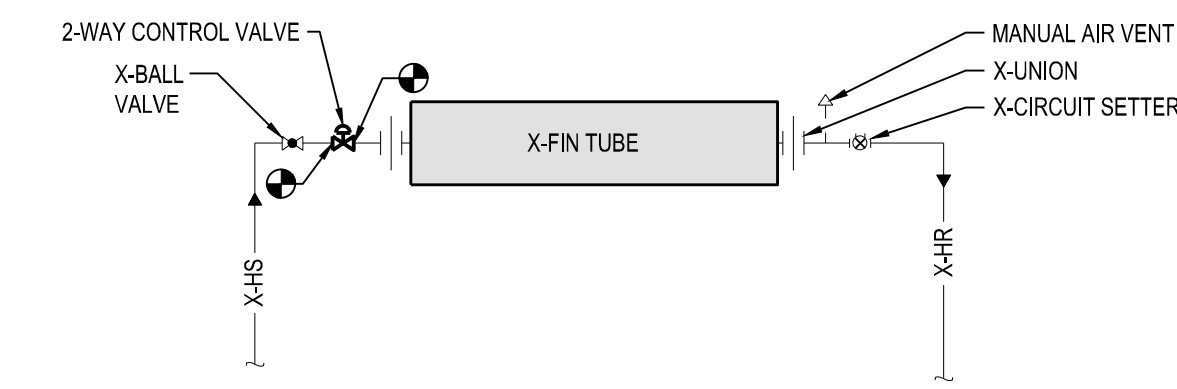 2-WAY CONTROL VALVE
X-BALL
VALVE
MANUAL AIR VENT
X-UNION
X-CIRCUIT SETTER
X-FIN TUBE
X-HS
X-HR